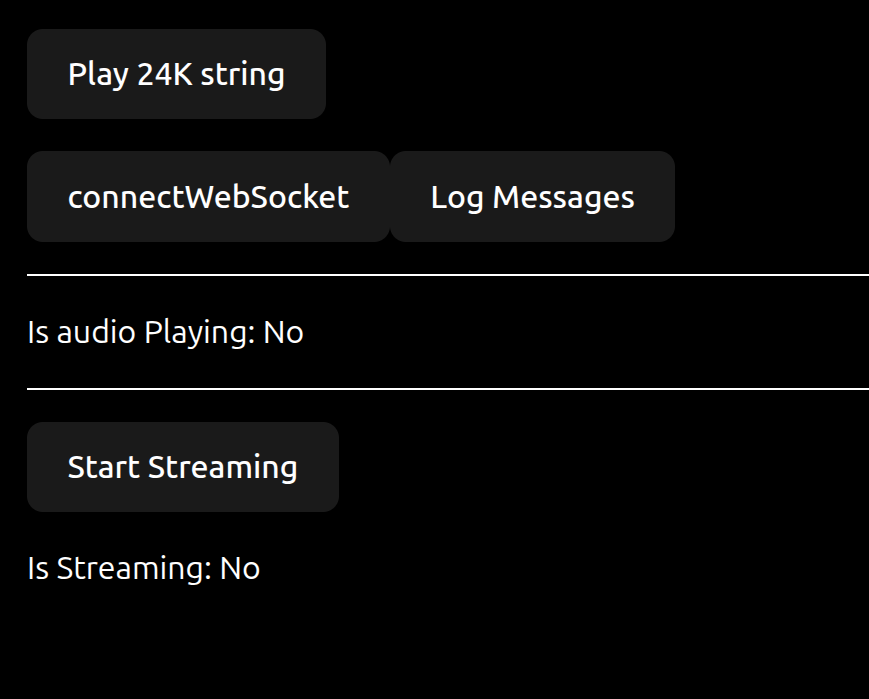 Play 24K string
connectWebSocket Log Messages
Is audio Playing: No
Start Streaming
Is Streaming: No